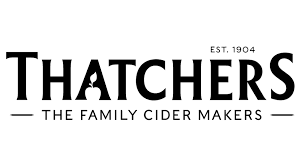 EST. 1904
THATCHERS
THE FAMILY CIDER MAKERS